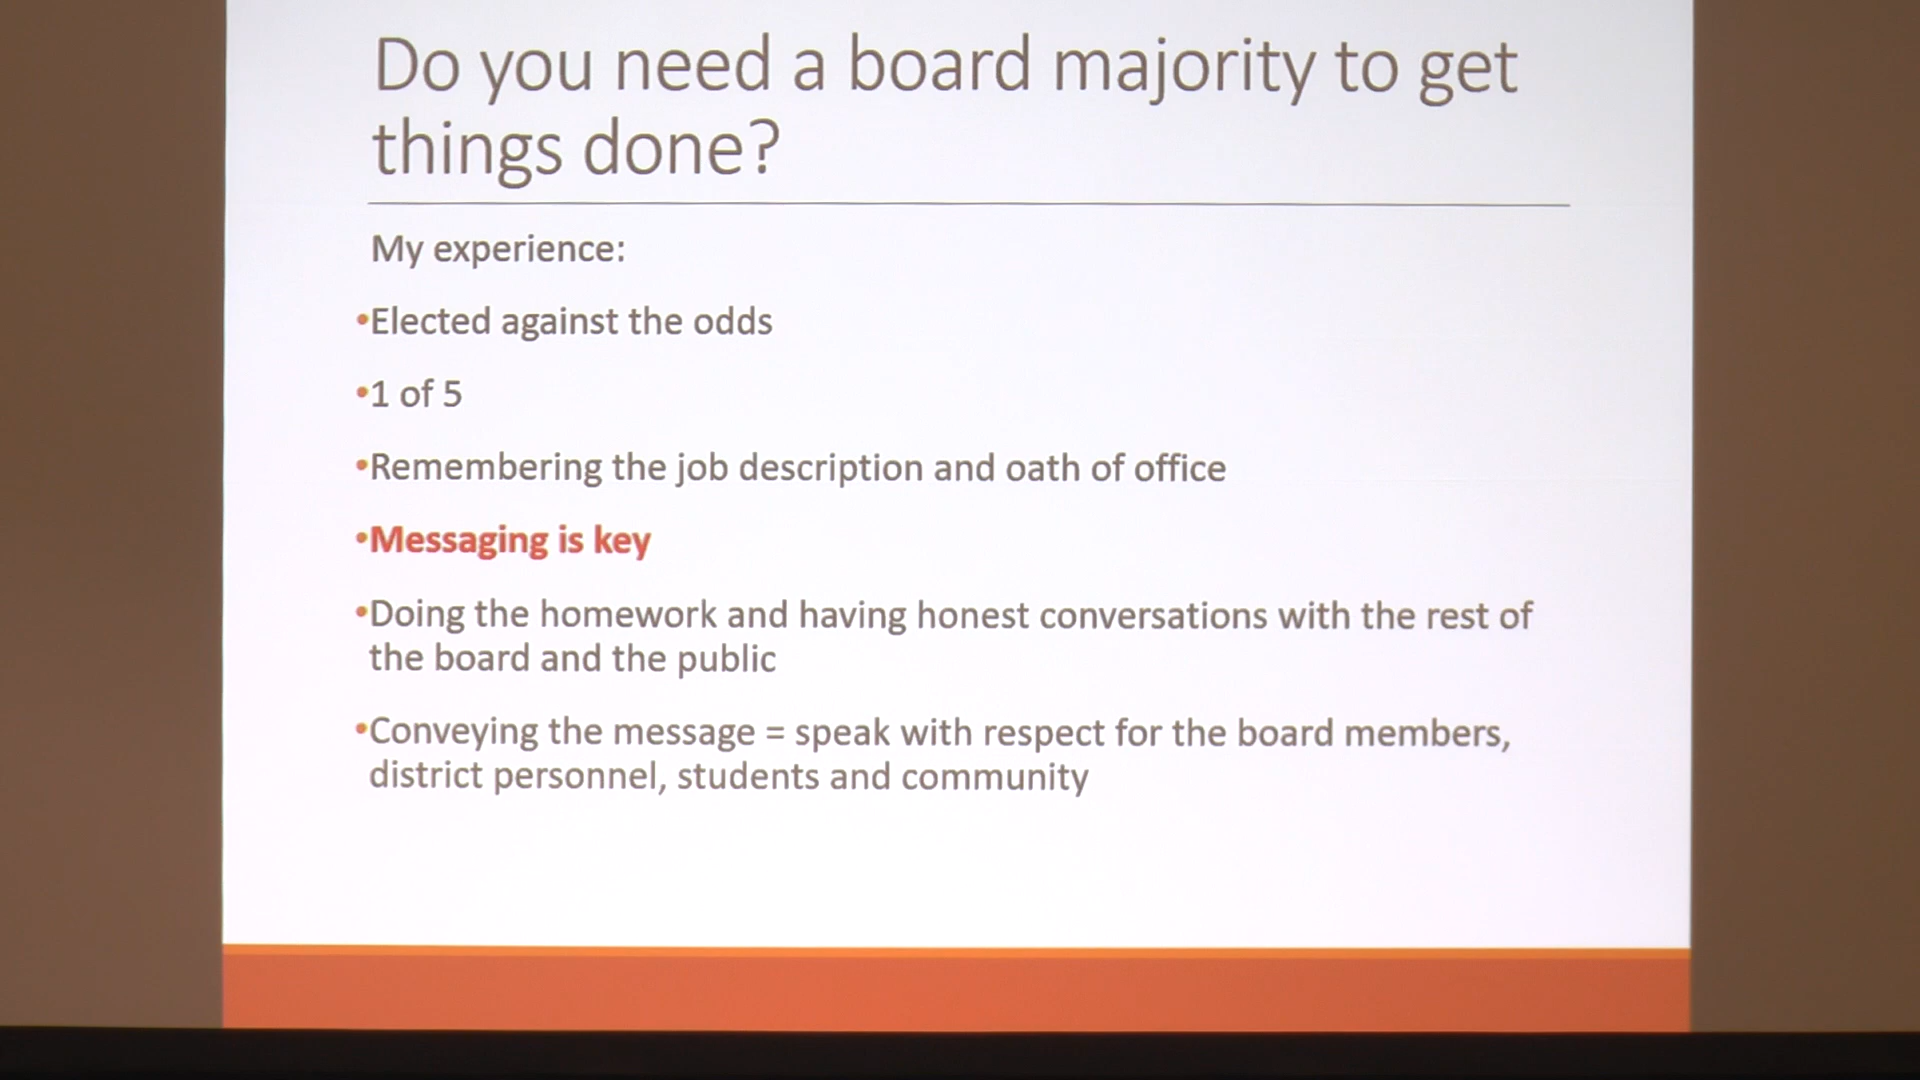 Do you need a board majority to get
things done?
My experience:
•Elected against the odds
•1 of 5
•Remembering the job description and oath of office
•Messaging is key
•Doing the homework and having honest conversations with the rest of
the board and the public
•Conveying the message = speak with respect for the board members,
district personnel, students and community